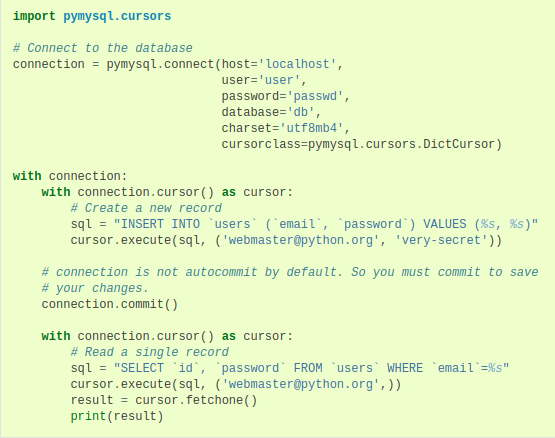 import pymysql.cursors

# Connect to the database
connection = pymysql.connect(host='localhost',
                             user='user',
                             password='passwd',
                             database='db',
                             charset='utf8mb4',
                             cursorclass=pymysql.cursors.DictCursor)

with connection:
    with connection.cursor() as cursor:
        # Create a new record
        sql = "INSERT INTO `users` (`email`, `password`) VALUES (%s, %s)"
        cursor.execute(sql, ('webmaster@python.org', 'very-secret'))

    # connection is not autocommit by default. So you must commit to save
    # your changes.
    connection.commit()

    with connection.cursor() as cursor:
        # Read a single record
        sql = "SELECT `id`, `password` FROM `users` WHERE `email`=%s"
        cursor.execute(sql, ('webmaster@python.org',))
        result = cursor.fetchone()
        print(result)